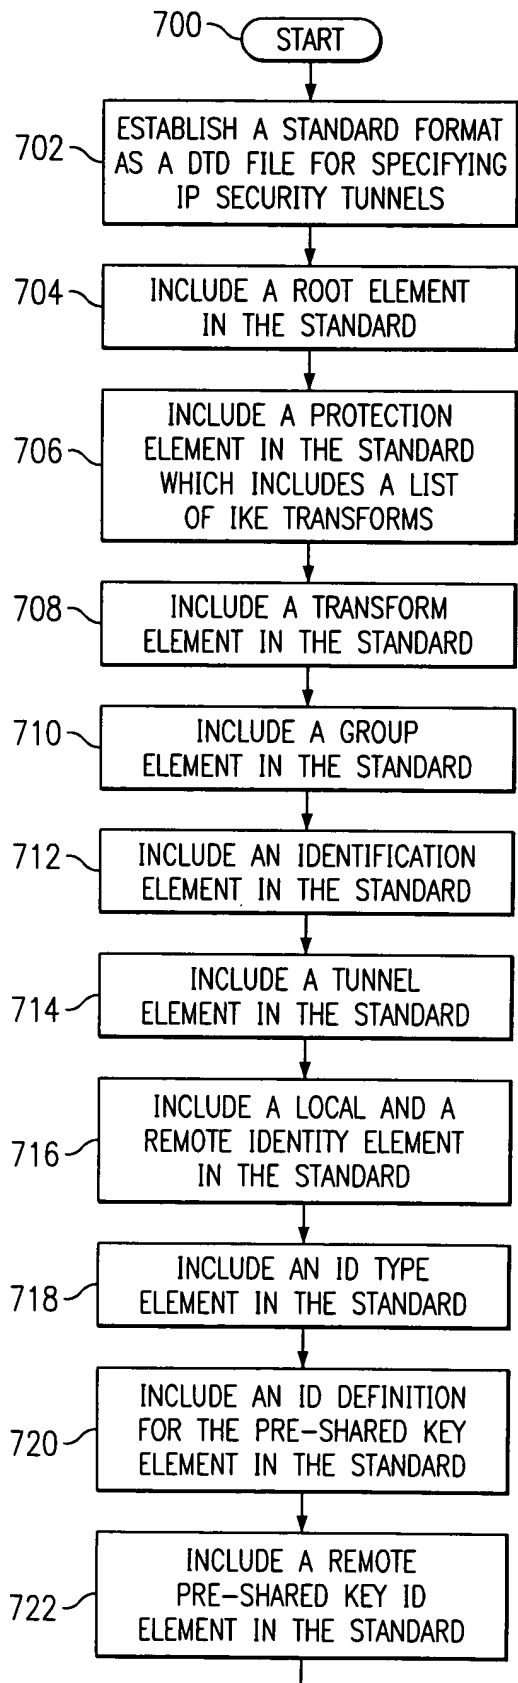 700
START
702
ESTABLISH A STANDARD FORMAT
AS A DTD FILE FOR SPECIFYING
IP SECURITY TUNNELS
704
INCLUDE A ROOT ELEMENT
IN THE STANDARD
706
INCLUDE A PROTECTION
ELEMENT IN THE STANDARD
WHICH INCLUDES A LIST
OF IKE TRANSFORMS
708
INCLUDE A TRANSFORM
ELEMENT IN THE STANDARD
710
INCLUDE A GROUP
ELEMENT IN THE STANDARD
712
INCLUDE AN IDENTIFICATION
ELEMENT IN THE STANDARD
714
INCLUDE A TUNNEL
ELEMENT IN THE STANDARD
716
INCLUDE A LOCAL AND A
REMOTE IDENTITY ELEMENT
IN THE STANDARD
718
INCLUDE AN ID TYPE
ELEMENT IN THE STANDARD
720
INCLUDE AN ID DEFINITION
FOR THE PRE-SHARED KEY
ELEMENT IN THE STANDARD
722
INCLUDE A REMOTE
PRE-SHARED KEY ID
ELEMENT IN THE STANDARD